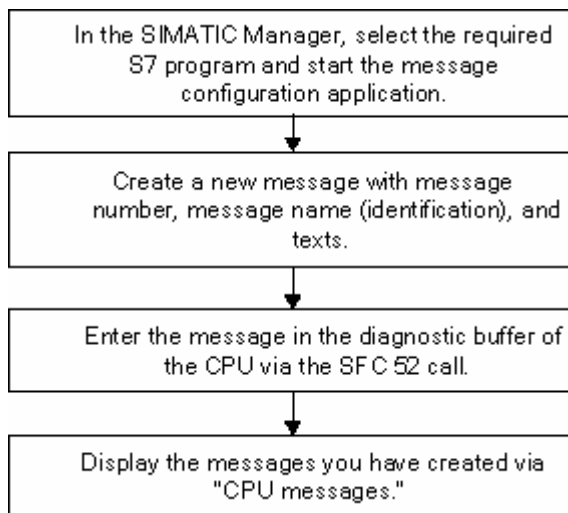 In the SIMATIC Manager, select the required
S7 program and start the message
configuration application.
Create a new message with message
number, message name (identification), and
texts.
Enter the message in the diagnostic buffer of
the CPU via the SFC 52 call.
Display the messages you have created via
"CPU messages."